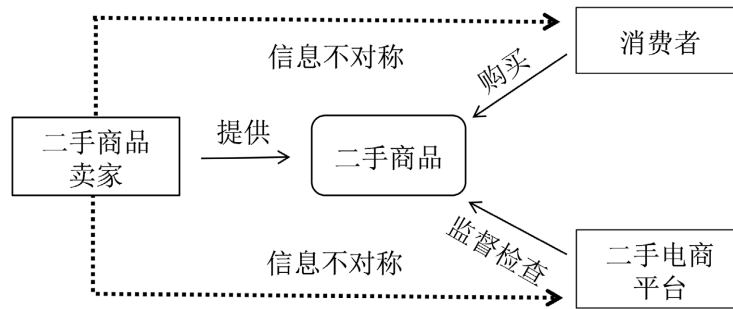 信息不对称
消费者
购买
二手商品
卖家
提供
二手商品
监督检查
信息不对称
二手电商
平台